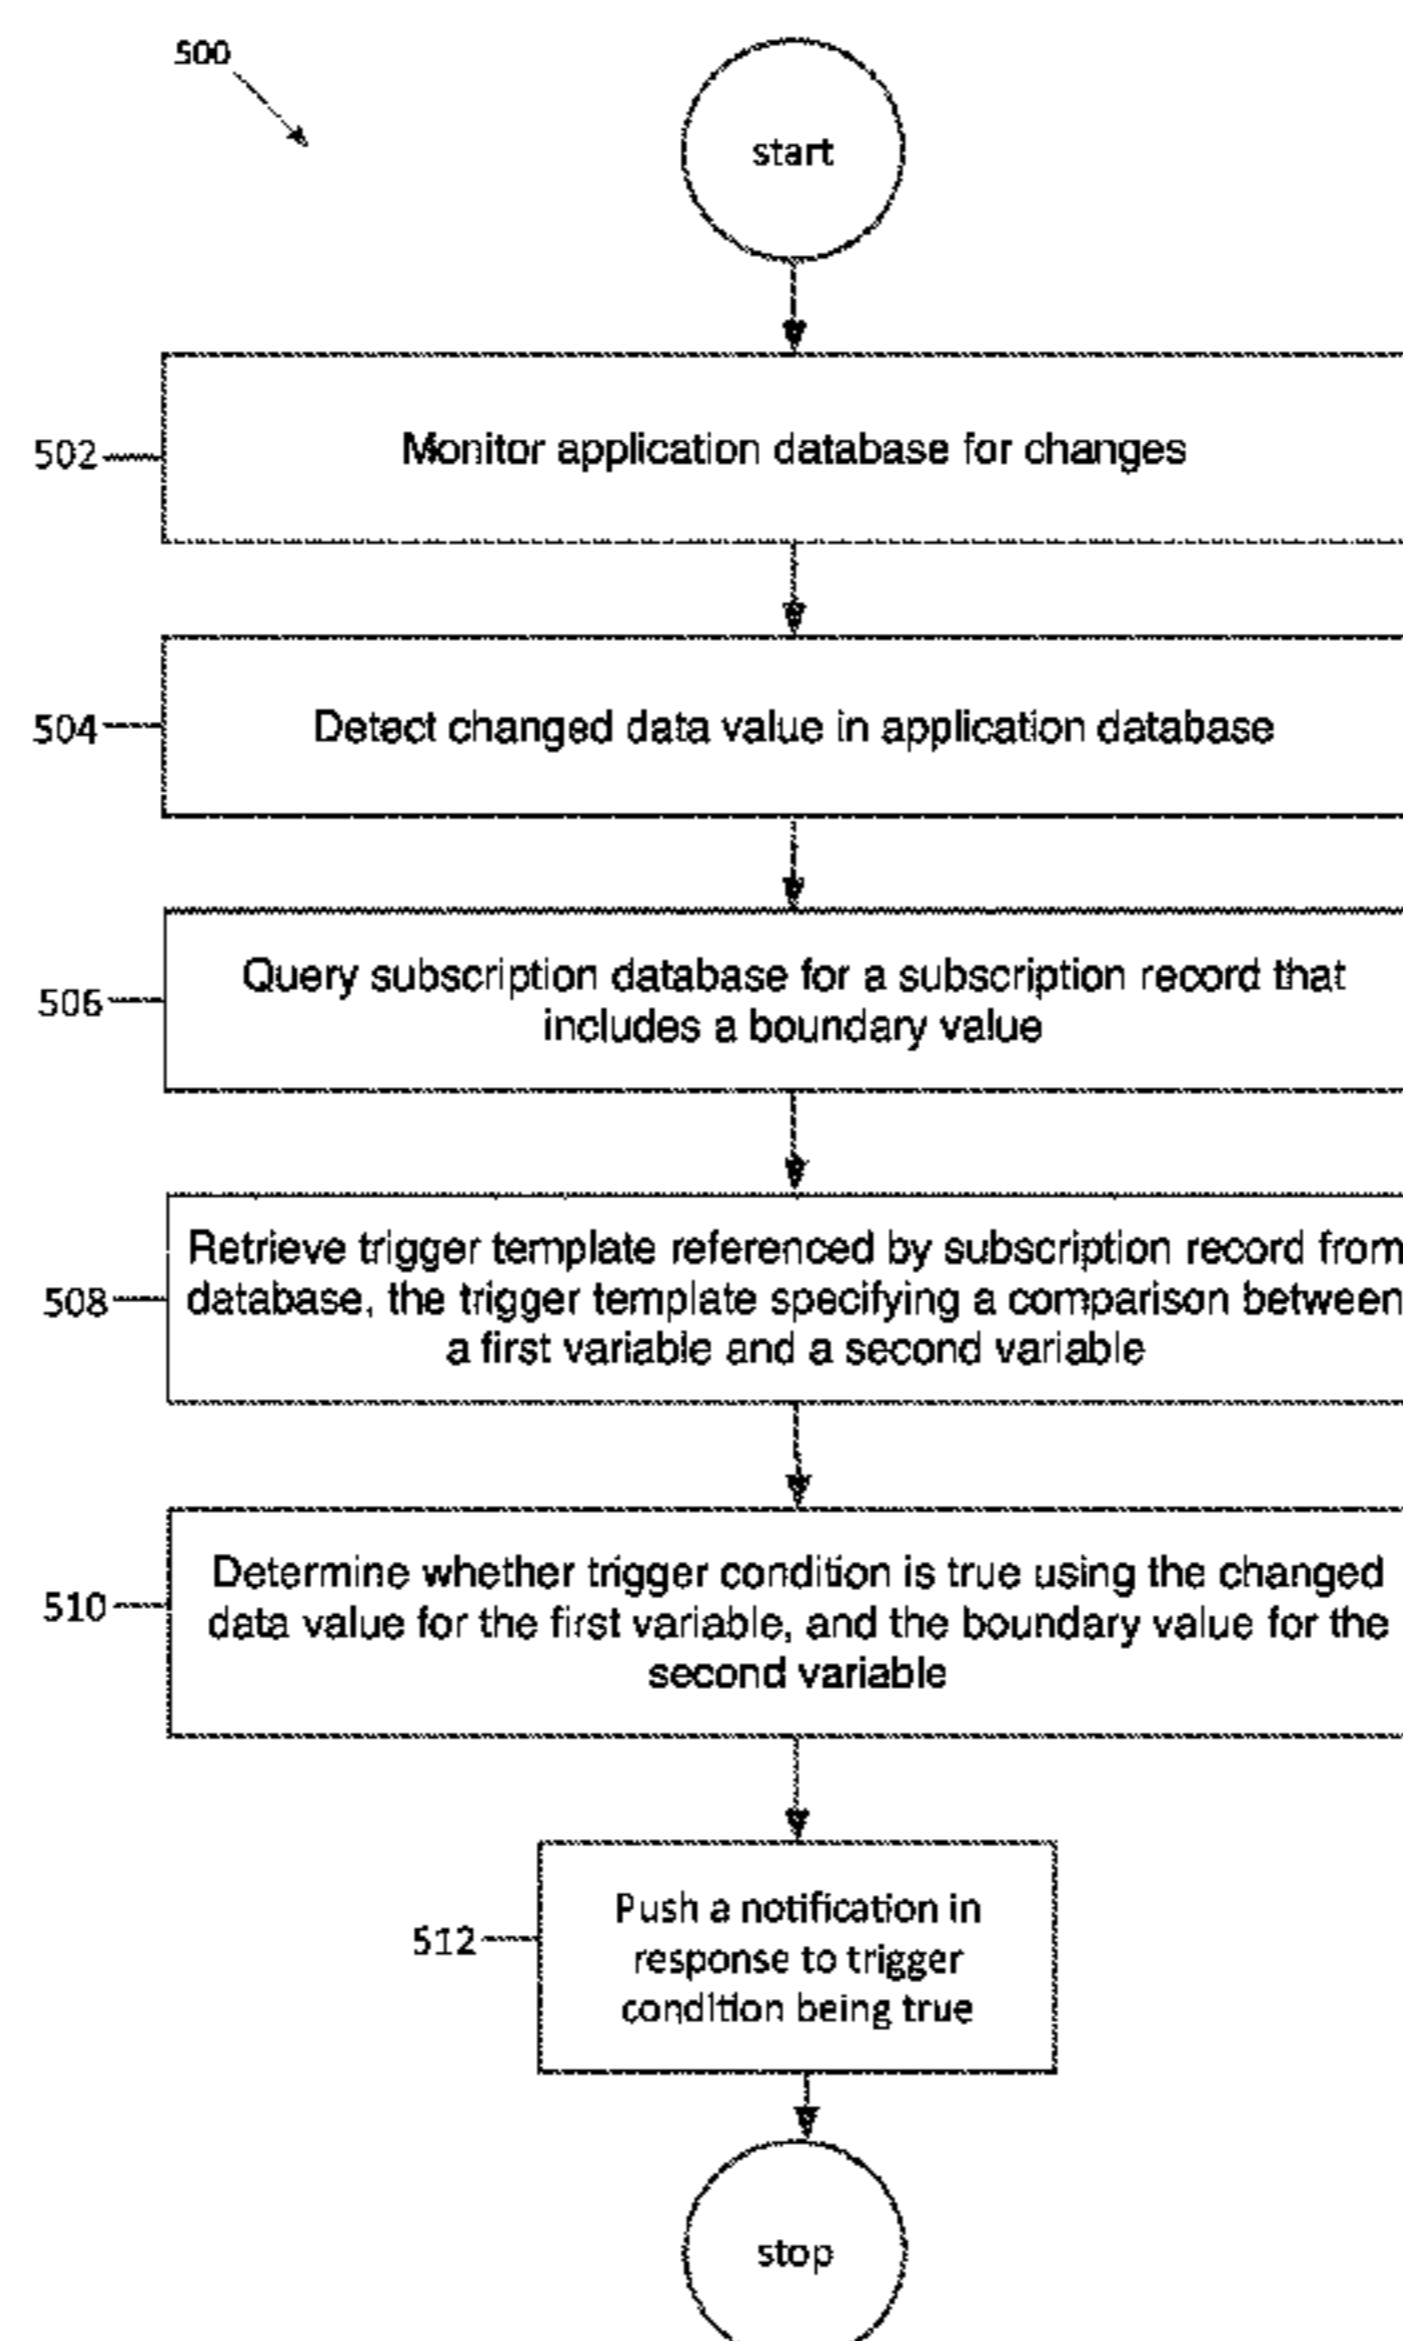 500
start
502
Monitor application database for changes
504
Detect changed data value in application database
506
Query subscription database for a subscription record that
includes a boundary value
508
Retrieve trigger template referenced by subscription record from
database, the trigger template specifying a comparison between
a first variable and a second variable
510
Determine whether trigger condition is true using the changed
data value for the first variable, and the boundary value for the
second variable
512
Push a notification in
response to trigger
condition being true
stop